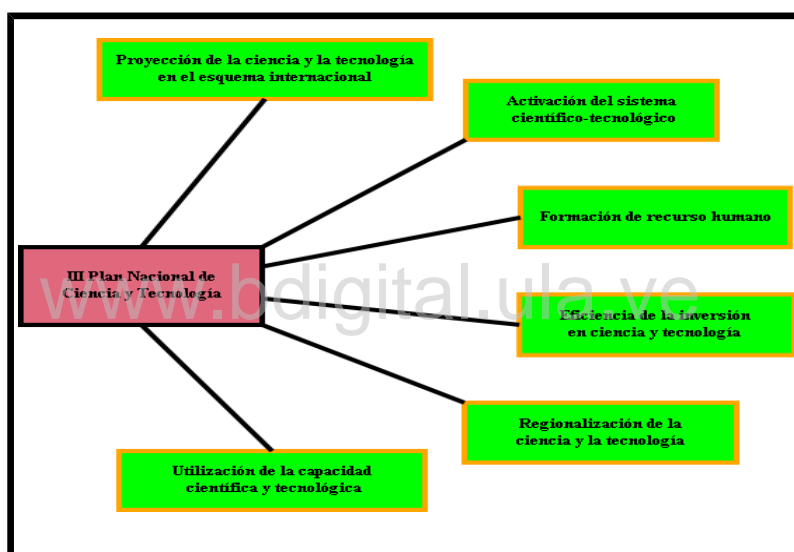 Proyección de la ciencia y la tecnología
en el esquema internacional
Activación del sistema
científico-tecnológico
Formación de recurso humano
III Plan Nacional de
Ciencia y Tecnología
www.bdigital.ula.ve
Eficiencia de la inversión
en ciencia y tecnología
Regionalización de la
ciencia y la tecnología
Utilización de la capacidad
científica y tecnológica